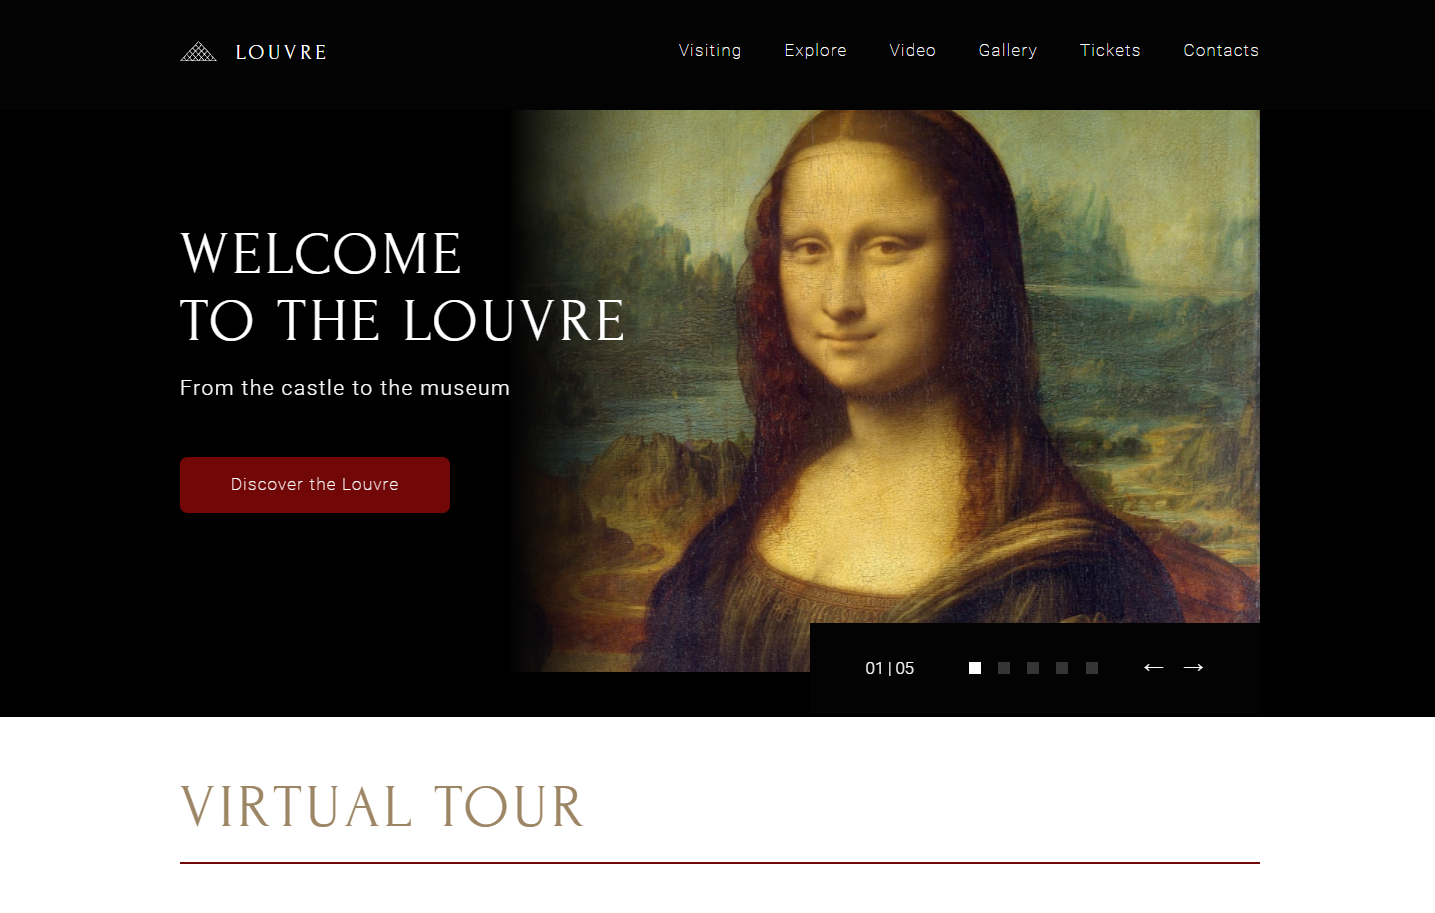 LOUVRE
Visiting Explore Video Gallery Tickets Contacts
WELCOME
TO THE LOUVRE
From the castle to the museum
Discover the Louvre
01 | 05
← →
VIRTUAL TOUR